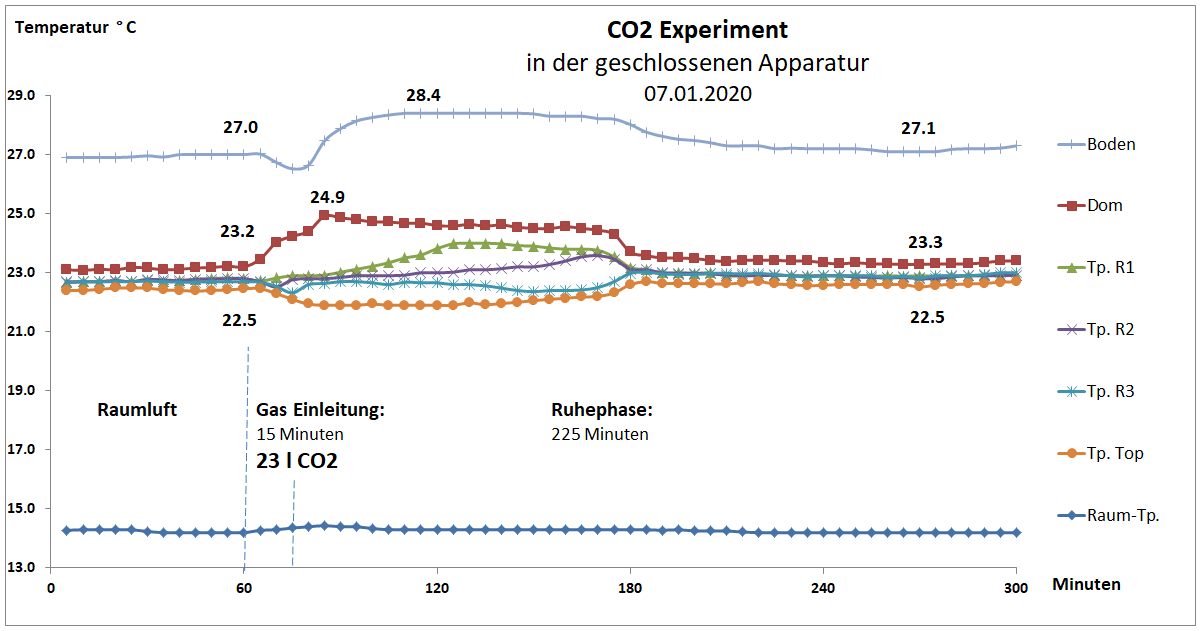 Temperatur ° C
CO2 Experiment
in der geschlossenen Apparatur
07.01.2020
29.0
27.0
25.0
23.0
21.0
19.0
17.0
15.0
13.0
27.0
28.4
27.1
23.2
24.9
23.3
22.5
22.5
Raumluft
Gas Einleitung:
15 Minuten
23 l CO2
Ruhephase:
225 Minuten
0
60
120
180
240
300
Minuten
Boden
Dom
Tp. R1
Tp. R2
Tp. R3
Tp. Top
Raum-Tp.